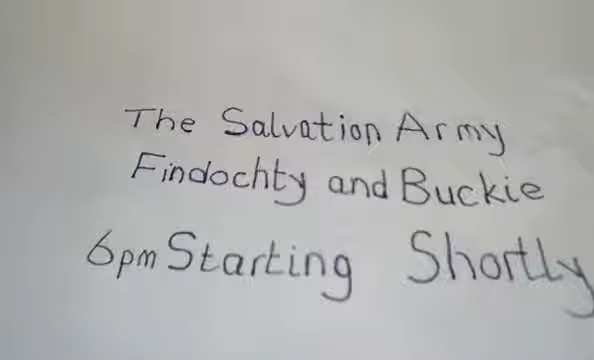 The Salvation Army
Findochty and Buckie
6pm Starting Shortly